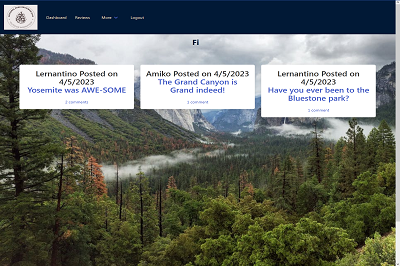 Dashboard Reviews More Logout
Fi
Lernantino Posted on
4/5/2023
Yosemite was AWE-SOME
2 comments
Amiko Posted on 4/5/2023
The Grand Canyon is
Grand indeed!
1 comment
Lernantino Posted on
4/5/2023
Have you ever been to the
Bluestone park?
1 comment